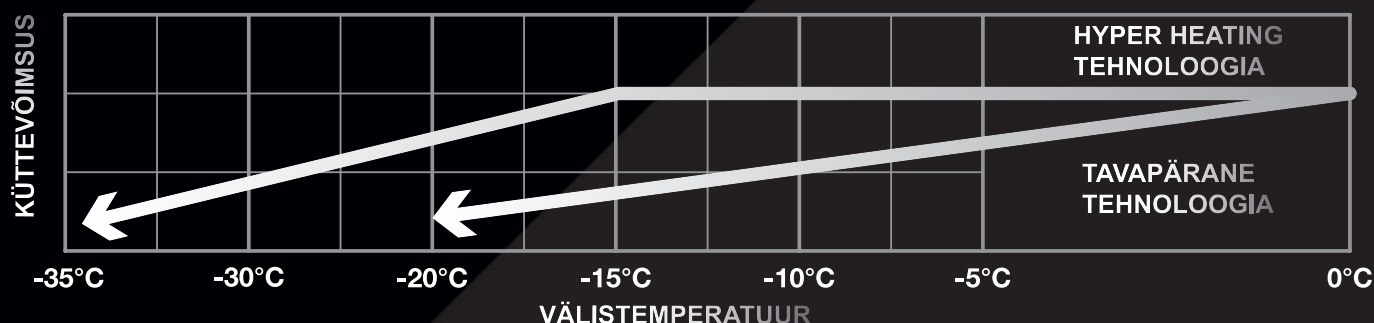 KÜTTEVÕIMSUS
HYPER HEATING
TEHNOLOOGIA
TAVAPÄRANE
TEHNOLOOGIA
-35°C -30°C -20°C -15°C -10°C -5°C 0°C
VÄLISTEMPERATUUR